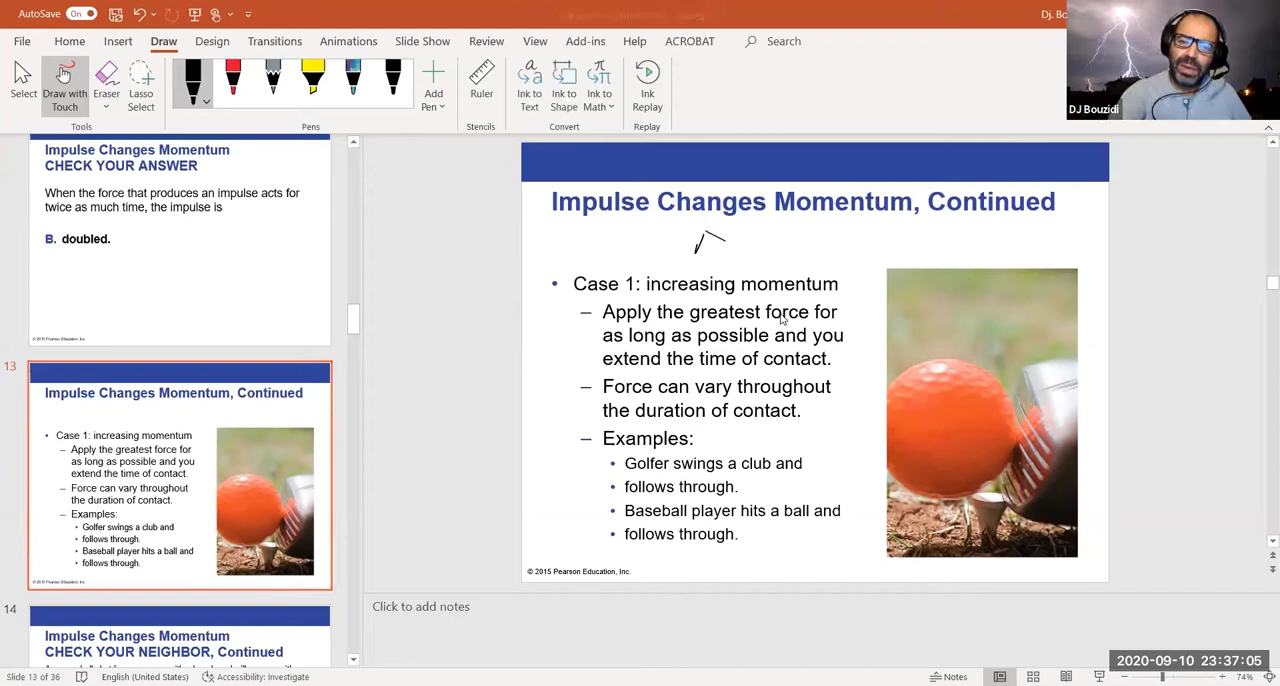 AutoSave On
Dj. Bo
File Home Insert Draw Design Transitions Animations Slide Show Review View Add-ins Help ACROBAT Search
Select
Draw with Touch
Eraser
Lasso Select
Add Pen
Ruler
Ink to Text
Ink to Shape
Ink to Math
Ink Replay
Tools
Pens
Stencils
Convert
Replay
DJ Bouzidi
Impulse Changes Momentum
CHECK YOUR ANSWER
When the force that produces an impulse acts for
twice as much time, the impulse is
B. doubled.
© 2015 Pearson Education, Inc.
13
Impulse Changes Momentum, Continued
• Case 1: increasing momentum
– Apply the greatest force for
as long as possible and you
extend the time of contact.
– Force can vary throughout
the duration of contact.
– Examples:
• Golfer swings a club and
• follows through.
• Baseball player hits a ball and
• follows through.
© 2015 Pearson Education, Inc.
14
Impulse Changes Momentum
CHECK YOUR NEIGHBOR, Continued
Impulse Changes Momentum, Continued
• Case 1: increasing momentum
– Apply the greatest force for
as long as possible and you
extend the time of contact.
– Force can vary throughout
the duration of contact.
– Examples:
• Golfer swings a club and
• follows through.
• Baseball player hits a ball and
• follows through.
© 2015 Pearson Education, Inc.
Click to add notes
2020-09-10 23:37:05
Slide 13 of 36 English (United States) Accessibility: Investigate Notes 74%